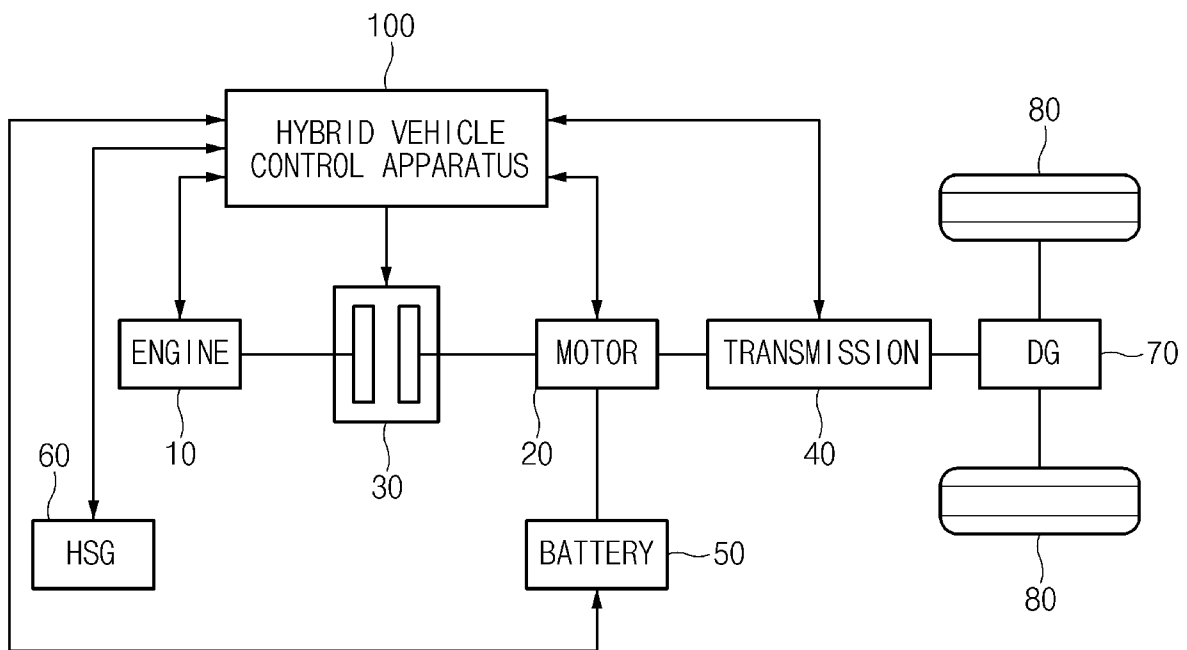 100
HYBRID VEHICLE
CONTROL APPARATUS
80
ENGINE
MOTOR
TRANSMISSION
DG
70
10
30
20
40
60
HSG
BATTERY
50
80